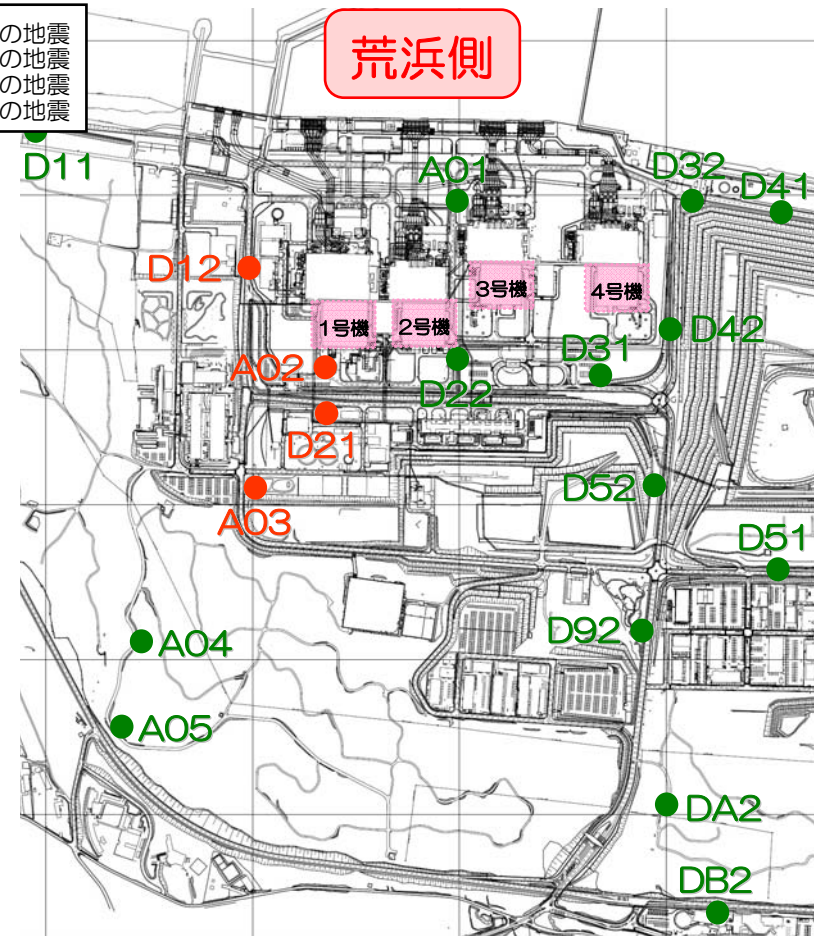 の地震
の地震
の地震
の地震
荒浜側
D11
A01
D32
D41
D12
3号機
4号機
1号機
2号機
D42
A02
D22
D31
D21
A03
D52
D51
A04
D92
A05
DA2
DB2